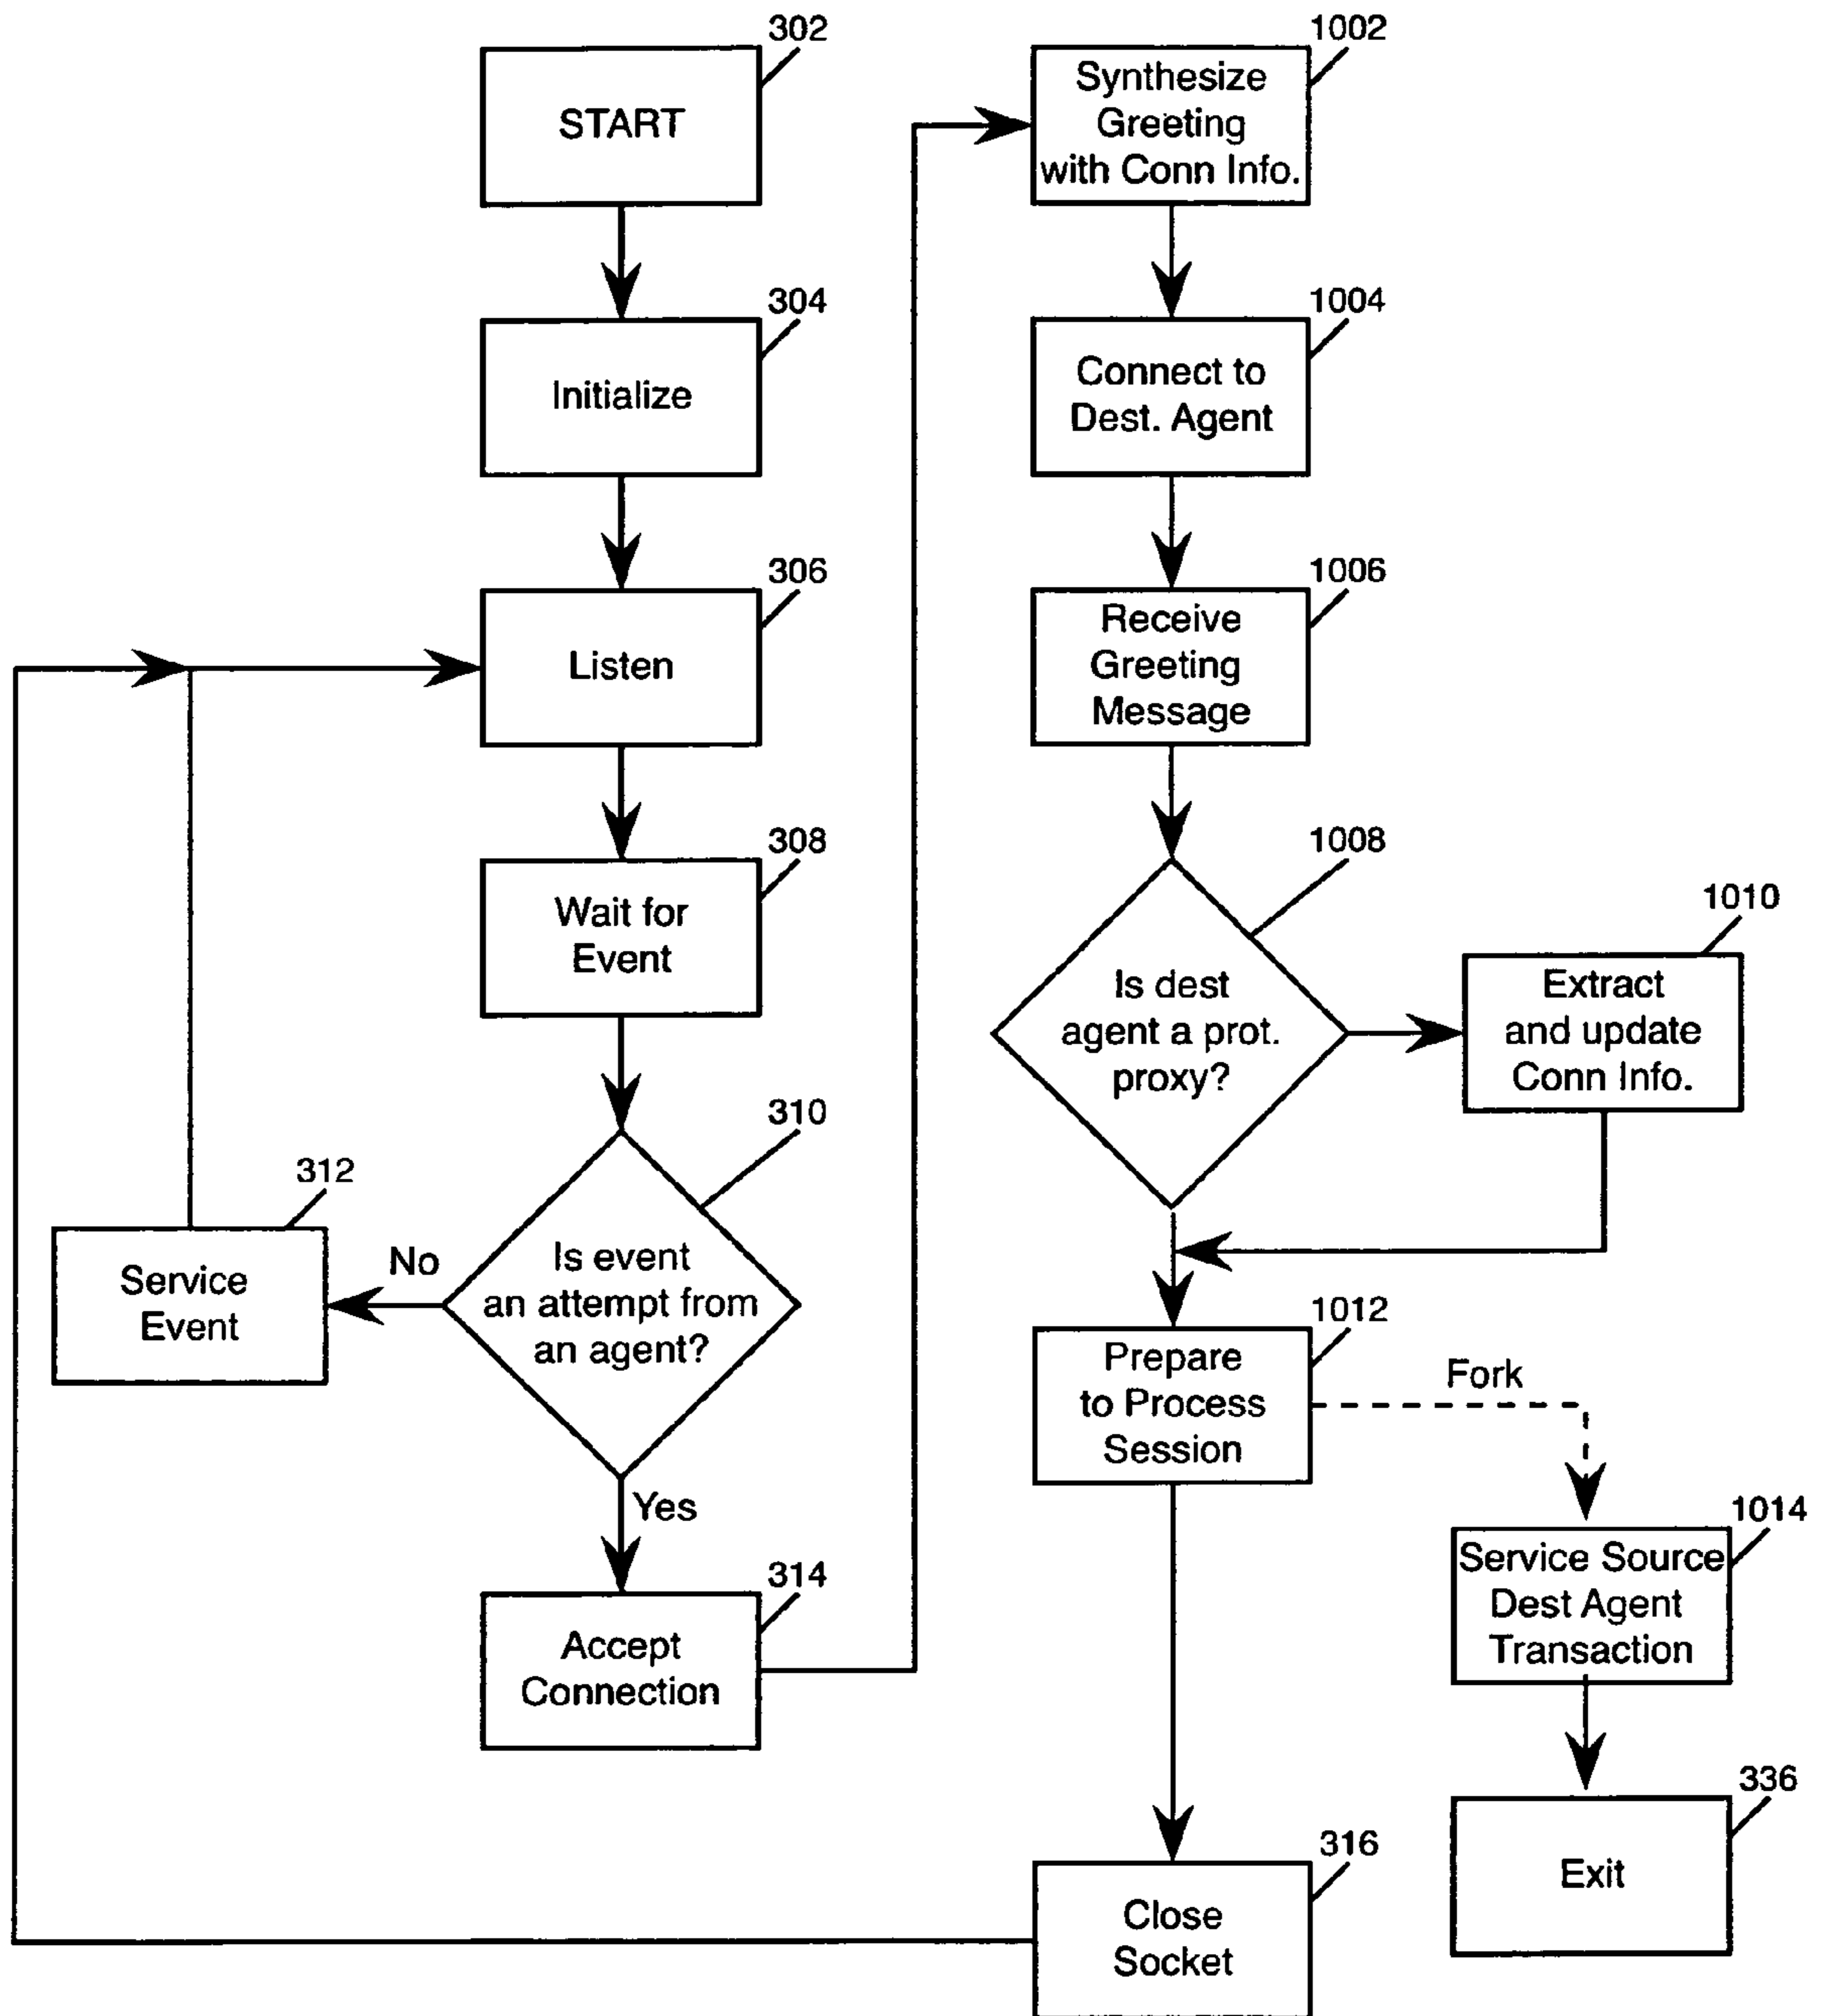 302
START
304
Initialize
306
Listen
308
Wait for
Event
310
Is event
an attempt from
an agent?
No
312
Service
Event
Yes
314
Accept
Connection
1002
Synthesize
Greeting
with Conn Info.
1004
Connect to
Dest. Agent
1006
Receive
Greeting
Message
1008
Is dest
agent a prot.
proxy?
1010
Extract
and update
Conn Info.
1012
Prepare
to Process
Session
Fork
1014
Service Source
Dest Agent
Transaction
336
Exit
316
Close
Socket